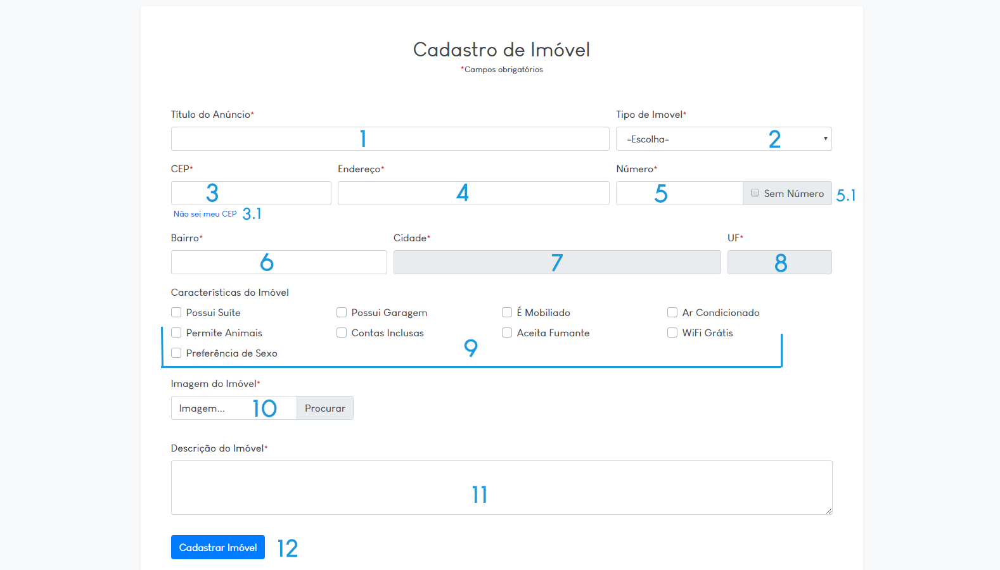 Cadastro de Imóvel
*Campos obrigatórios
Título do Anúncio* Tipo de Imovel*
1 -Escolha- 2
CEP* Endereço* Número*
3 4 5 Sem Número 5.1
Não sei meu CEP 3.1
Bairro* Cidade* UF*
6 7 8
Características do Imóvel
Possui Suíte Possui Garagem É Mobiliado Ar Condicionado
Permite Animais Contas Inclusas Aceita Fumante WiFi Grátis
Preferência de Sexo 9
Imagem do Imóvel*
Imagem... 10 Procurar
Descrição do Imóvel*
11
Cadastrar Imóvel 12